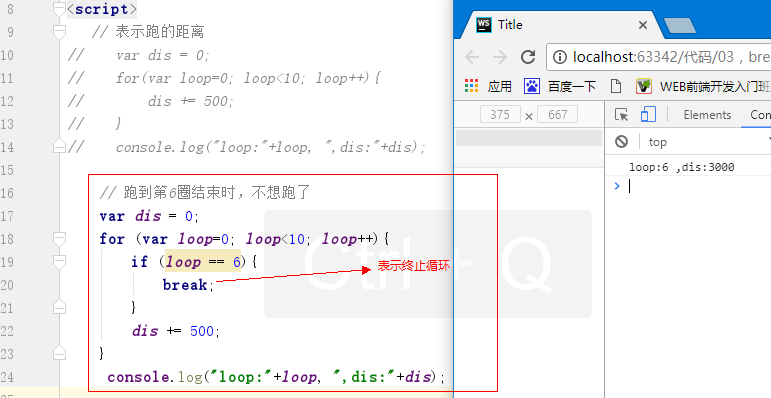 8 <script>
9 // 表示跑的距离
10 // var dis = 0;
11 // for(var loop=0; loop<10; loop++){
12 // dis += 500;
13 // }
14 // console.log("loop:"+loop, ",dis:"+dis);
15
16 // 跑到第6圈结束时，不想跑了
17 var dis = 0;
18 for (var loop=0; loop<10; loop++){
19 if (loop == 6){
20 break;
表示终止循环
21 }
22 dis += 500;
23 }
24 console.log("loop:"+loop, ",dis:"+dis);
Ctrl + Q
WS Title
localhost:63342/代码/03，bre
应用 百度一下 WEB前端开发入门班
375 × 667
Elements Con
top
loop:6 ,dis:3000